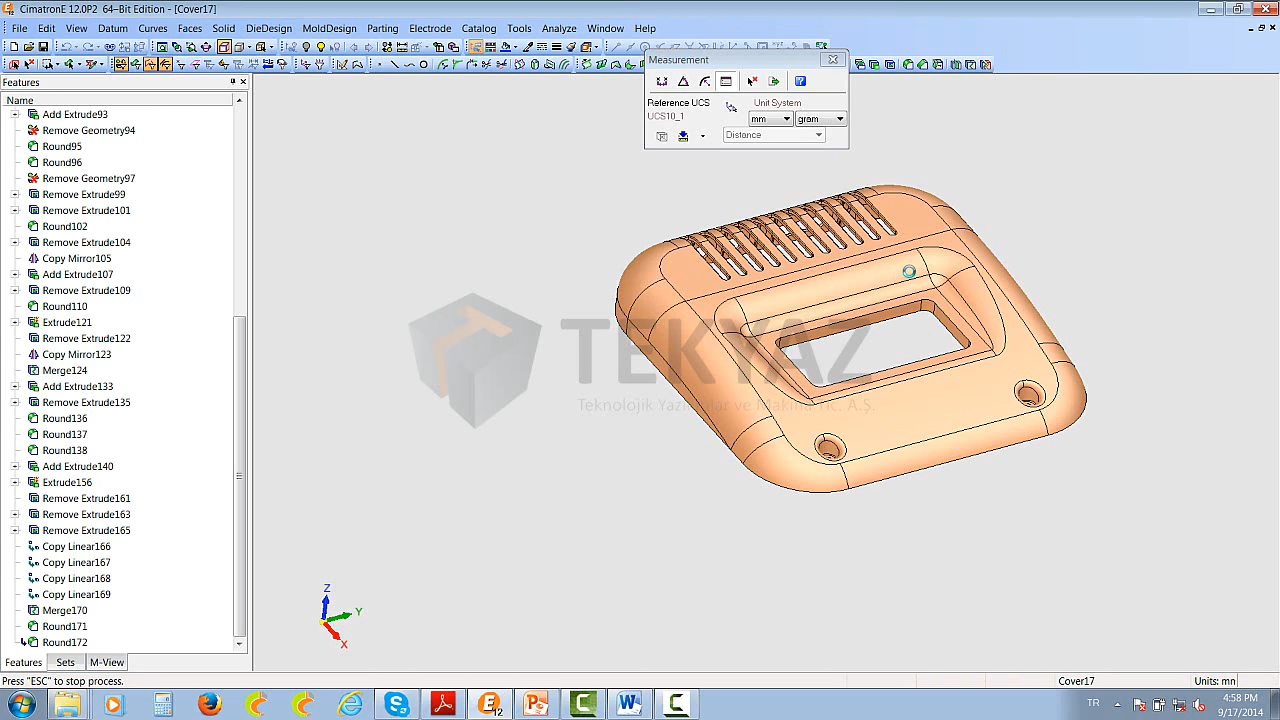 CimatronE 12.0P2 64-Bit Edition - [Cover17]
File Edit View Datum Curves Faces Solid DieDesign MoldDesign Parting Electrode Catalog Tools Analyze Window Help
Features
Name
Add Extrude93
Remove Geometry94
Round95
Round96
Remove Geometry97
Remove Extrude99
Remove Extrude101
Round102
Remove Extrude104
Copy Mirror105
Add Extrude107
Remove Extrude109
Round110
Extrude121
Remove Extrude122
Copy Mirror123
Merge124
Add Extrude133
Remove Extrude135
Round136
Round137
Round138
Add Extrude140
Extrude156
Remove Extrude161
Remove Extrude163
Remove Extrude165
Copy Linear166
Copy Linear167
Copy Linear168
Copy Linear169
Merge170
Round171
Round172
Features Sets M-View
Measurement
Reference UCS Unit System
UCS10_1 mm gram
Distance
TEKYAZ
Teknolojik Yazılımlar ve Makina Tic. A.Ş.
Z
Y
X
Press "ESC" to stop process.
Cover17
Units: mn
12
TR
4:58 PM
9/17/2014